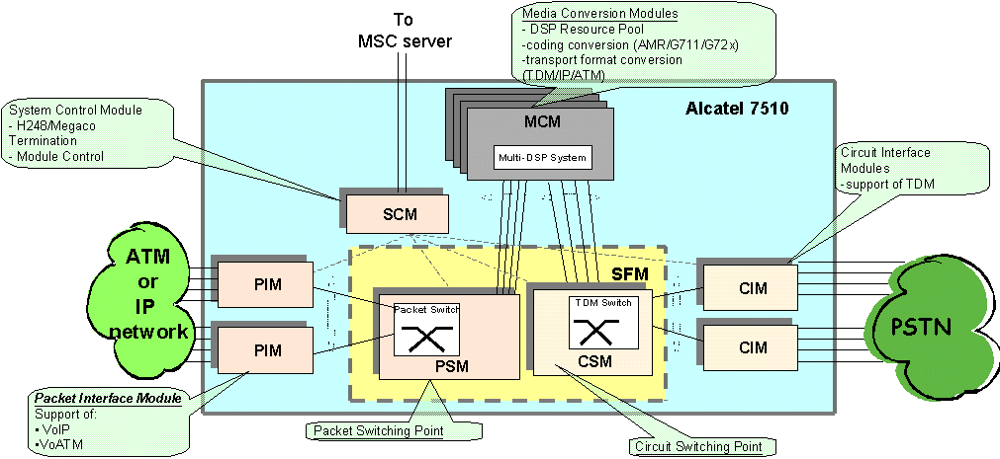 To
MSC server
Media Conversion Modules
- DSP Resource Pool
-coding conversion (AMR/G711/G72x)
-transport format conversion
(TDM/IP/ATM)
Alcatel 7510
System Control Module
- H248/Megaco
Termination
- Module Control
MCM
Multi-DSP System
Circuit Interface
Modules
-support of TDM
SCM
ATM
or
IP
network
PIM
PIM
SFM
Packet Switch
PSM
TDM Switch
CSM
CIM
CIM
PSTN
Packet Interface Module
Support of:
• VoIP
•VoATM
Packet Switching Point
Circuit Switching Point